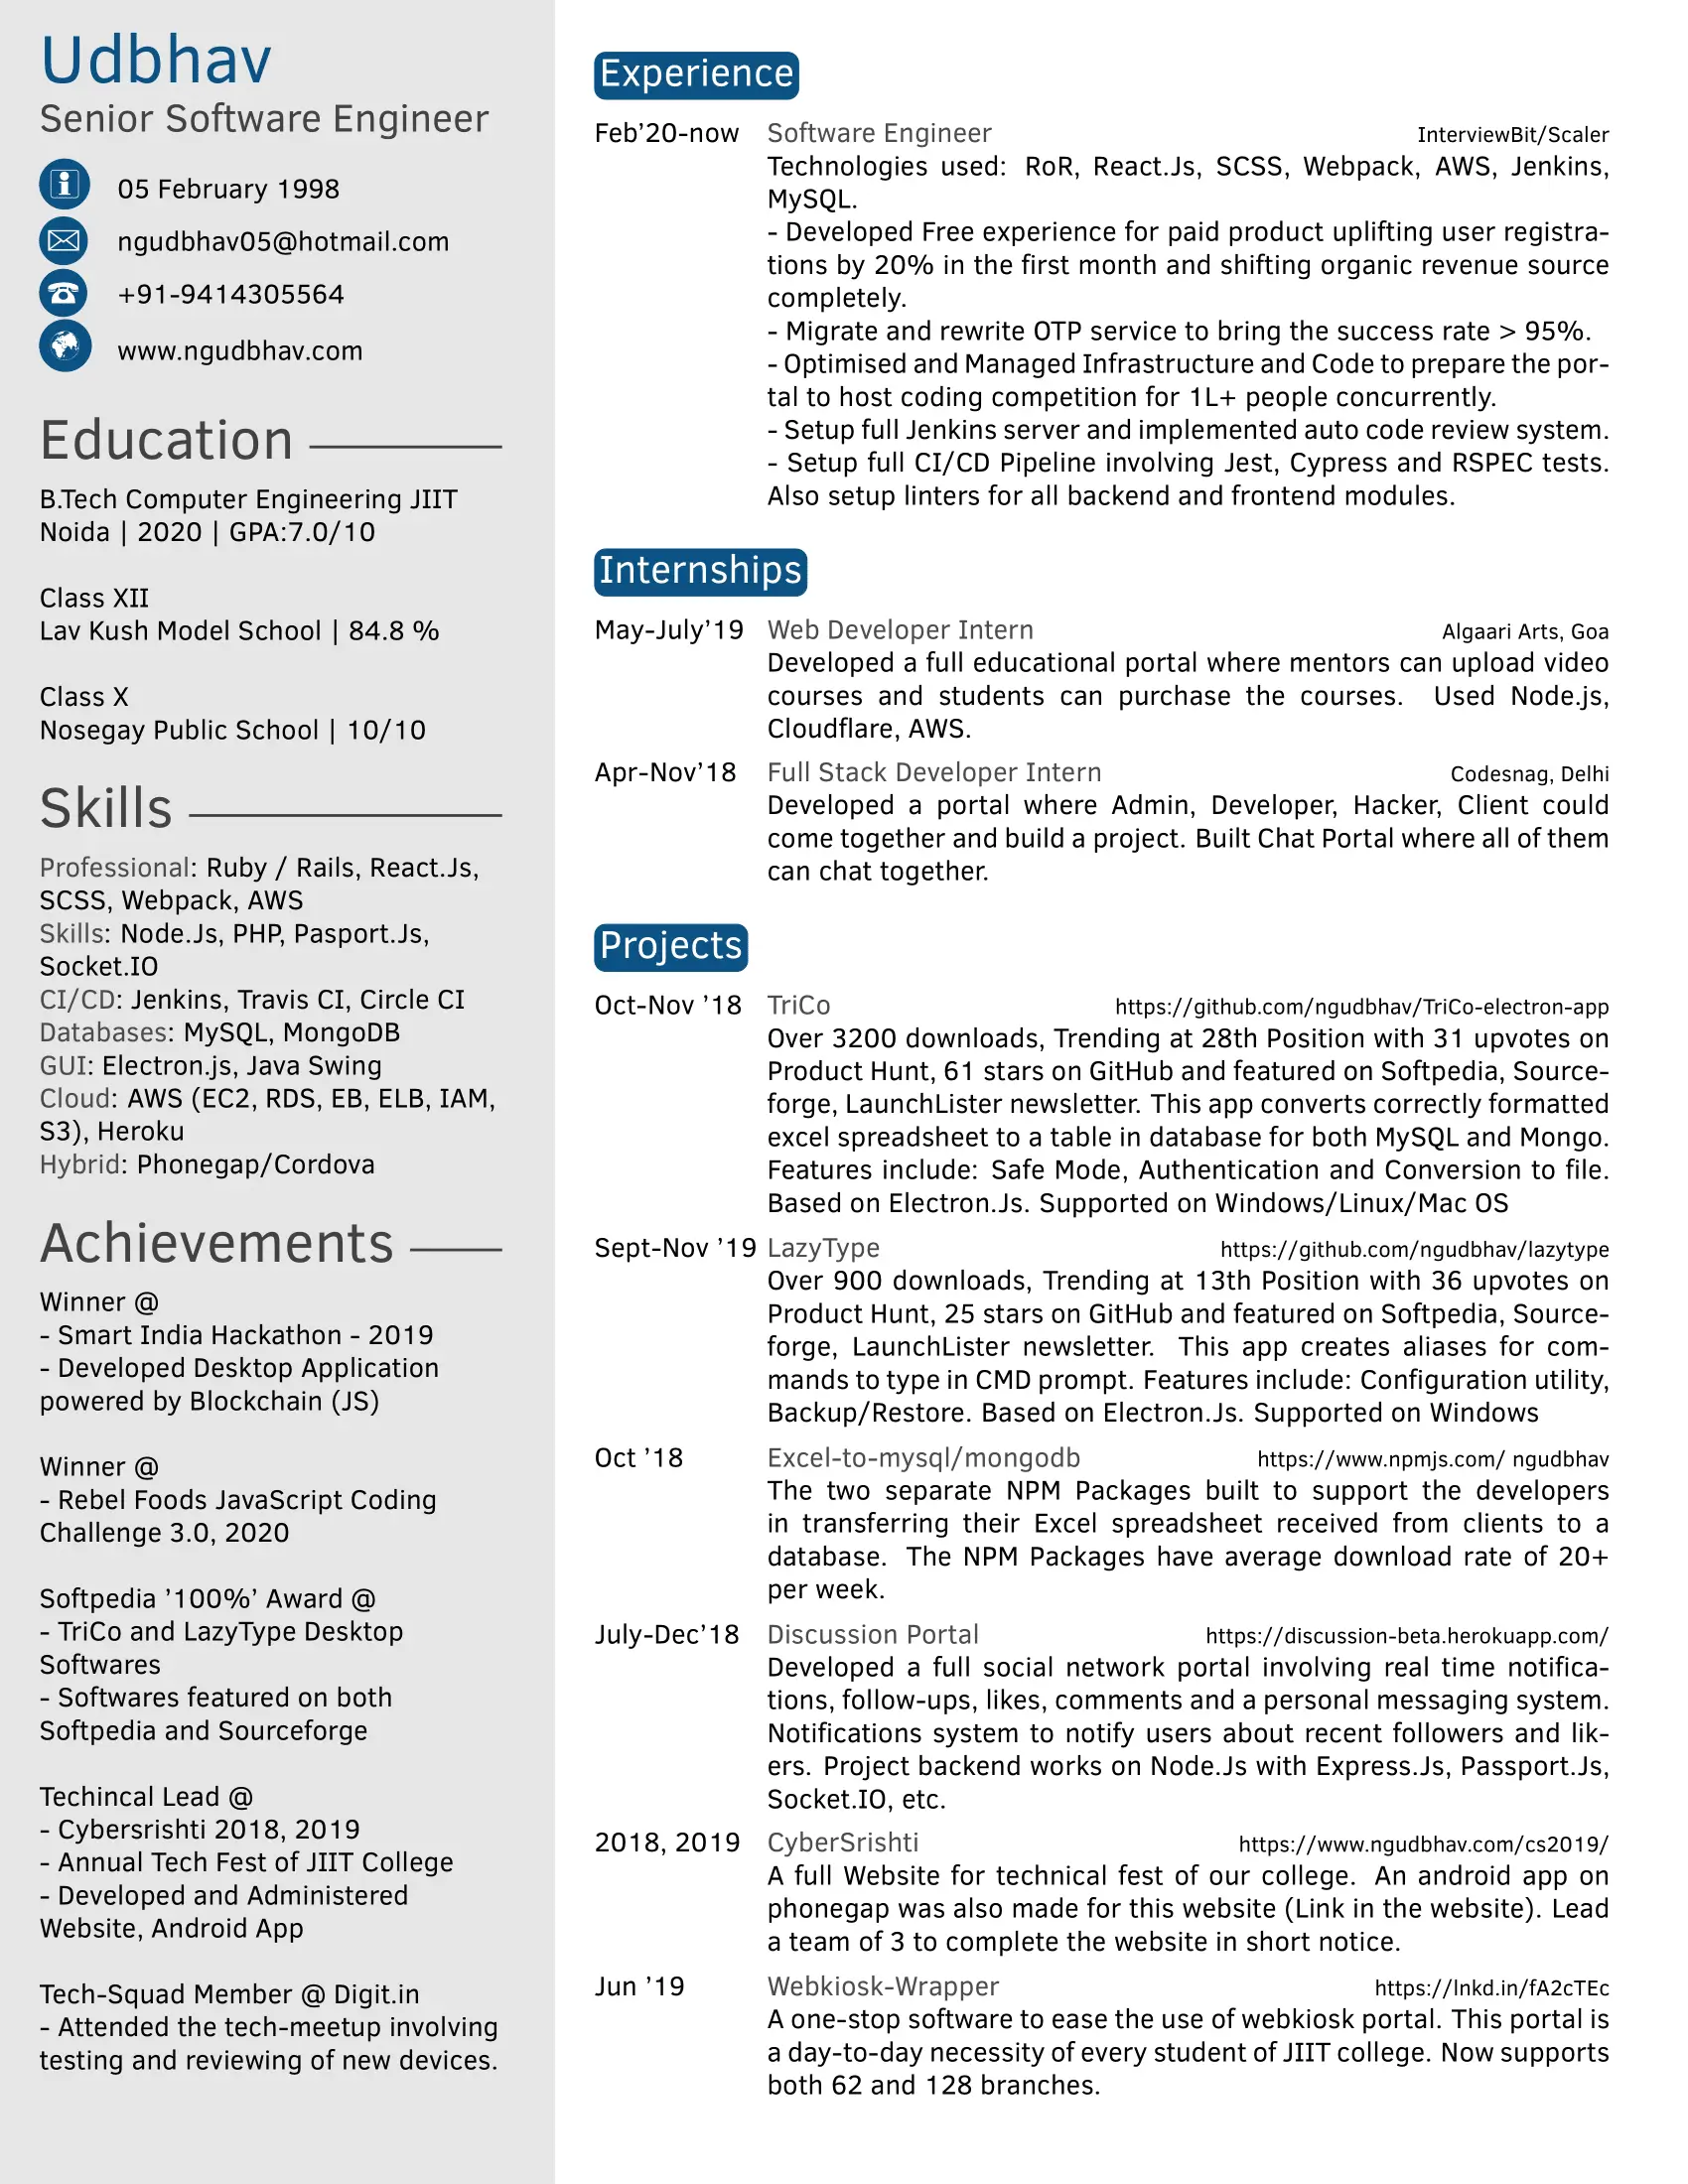 Udbhav
Senior Software Engineer
05 February 1998
ngudbhav05@hotmail.com
+91-9414305564
www.ngudbhav.com
Education
B.Tech Computer Engineering JIIT
Noida | 2020 | GPA:7.0/10
Class XII
Lav Kush Model School | 84.8 %
Class X
Nosegay Public School | 10/10
Skills
Professional: Ruby / Rails, React.Js,
SCSS, Webpack, AWS
Skills: Node.Js, PHP, Pasport.Js,
Socket.IO
CI/CD: Jenkins, Travis CI, Circle CI
Databases: MySQL, MongoDB
GUI: Electron.js, Java Swing
Cloud: AWS (EC2, RDS, EB, ELB, IAM,
S3), Heroku
Hybrid: Phonegap/Cordova
Achievements
Winner @
- Smart India Hackathon - 2019
- Developed Desktop Application
powered by Blockchain (JS)
Winner @
- Rebel Foods JavaScript Coding
Challenge 3.0, 2020
Softpedia ’100%’ Award @
- TriCo and LazyType Desktop
Softwares
- Softwares featured on both
Softpedia and Sourceforge
Techincal Lead @
- Cybersrishti 2018, 2019
- Annual Tech Fest of JIIT College
- Developed and Administered
Website, Android App
Tech-Squad Member @ Digit.in
- Attended the tech-meetup involving
testing and reviewing of new devices.
Experience
Feb’20-now Software Engineer InterviewBit/Scaler
Technologies used: RoR, React.Js, SCSS, Webpack, AWS, Jenkins,
MySQL.
- Developed Free experience for paid product uplifting user registra-
tions by 20% in the first month and shifting organic revenue source
completely.
- Migrate and rewrite OTP service to bring the success rate > 95%.
- Optimised and Managed Infrastructure and Code to prepare the por-
tal to host coding competition for 1L+ people concurrently.
- Setup full Jenkins server and implemented auto code review system.
- Setup full CI/CD Pipeline involving Jest, Cypress and RSPEC tests.
Also setup linters for all backend and frontend modules.
Internships
May-July’19 Web Developer Intern Algaari Arts, Goa
Developed a full educational portal where mentors can upload video
courses and students can purchase the courses. Used Node.js,
Cloudflare, AWS.
Apr-Nov’18 Full Stack Developer Intern Codesnag, Delhi
Developed a portal where Admin, Developer, Hacker, Client could
come together and build a project. Built Chat Portal where all of them
can chat together.
Projects
Oct-Nov ’18 TriCo https://github.com/ngudbhav/TriCo-electron-app
Over 3200 downloads, Trending at 28th Position with 31 upvotes on
Product Hunt, 61 stars on GitHub and featured on Softpedia, Source-
forge, LaunchLister newsletter. This app converts correctly formatted
excel spreadsheet to a table in database for both MySQL and Mongo.
Features include: Safe Mode, Authentication and Conversion to file.
Based on Electron.Js. Supported on Windows/Linux/Mac OS
Sept-Nov ’19 LazyType https://github.com/ngudbhav/lazytype
Over 900 downloads, Trending at 13th Position with 36 upvotes on
Product Hunt, 25 stars on GitHub and featured on Softpedia, Source-
forge, LaunchLister newsletter. This app creates aliases for com-
mands to type in CMD prompt. Features include: Configuration utility,
Backup/Restore. Based on Electron.Js. Supported on Windows
Oct ’18 Excel-to-mysql/mongodb https://www.npmjs.com/ ngudbhav
The two separate NPM Packages built to support the developers
in transferring their Excel spreadsheet received from clients to a
database. The NPM Packages have average download rate of 20+
per week.
July-Dec’18 Discussion Portal https://discussion-beta.herokuapp.com/
Developed a full social network portal involving real time notifica-
tions, follow-ups, likes, comments and a personal messaging system.
Notifications system to notify users about recent followers and lik-
ers. Project backend works on Node.Js with Express.Js, Passport.Js,
Socket.IO, etc.
2018, 2019 CyberSrishti https://www.ngudbhav.com/cs2019/
A full Website for technical fest of our college. An android app on
phonegap was also made for this website (Link in the website). Lead
a team of 3 to complete the website in short notice.
Jun ’19 Webkiosk-Wrapper https://lnkd.in/fA2cTEc
A one-stop software to ease the use of webkiosk portal. This portal is
a day-to-day necessity of every student of JIIT college. Now supports
both 62 and 128 branches.